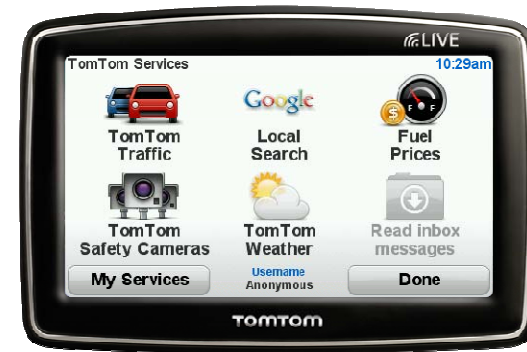 LIVE
TomTom Services 10:29am
Google
TomTom
Traffic
Local
Search
Fuel
Prices
$ F F
TomTom
Safety Cameras
TomTom
Weather
Read inbox
messages
My Services
Username
Anonymous
Done
TOMTOM